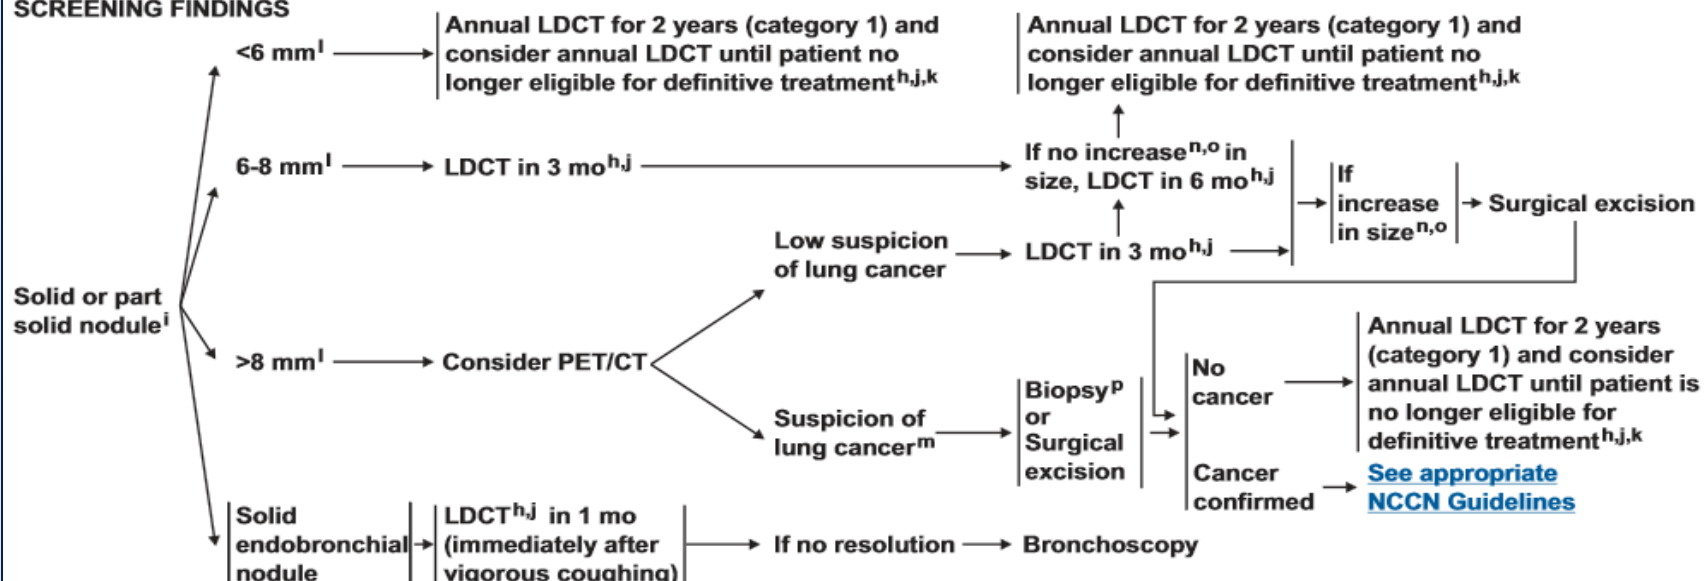 SCREENING FINDINGS
<6 mmˡ
Annual LDCT for 2 years (category 1) and
consider annual LDCT until patient no
longer eligible for definitive treatmentʰ,ʲ,ᵏ
Annual LDCT for 2 years (category 1) and
consider annual LDCT until patient no
longer eligible for definitive treatmentʰ,ʲ,ᵏ
6-8 mmˡ
LDCT in 3 moʰ,ʲ
If no increaseⁿ,ᵒ in
size, LDCT in 6 moʰ,ʲ
If
increase
in sizeⁿ,ᵒ
Surgical excision
Low suspicion
of lung cancer
LDCT in 3 moʰ,ʲ
Solid or part
solid noduleⁱ
>8 mmˡ
Consider PET/CT
Suspicion of
lung cancerᵐ
Biopsyᵖ
or
Surgical
excision
No
cancer
Annual LDCT for 2 years
(category 1) and consider
annual LDCT until patient is
no longer eligible for
definitive treatmentʰ,ʲ,ᵏ
Cancer
confirmed
See appropriate
NCCN Guidelines
Solid
endobronchial
nodule
LDCTʰ,ʲ in 1 mo
(immediately after
vigorous coughing)
If no resolution
Bronchoscopy